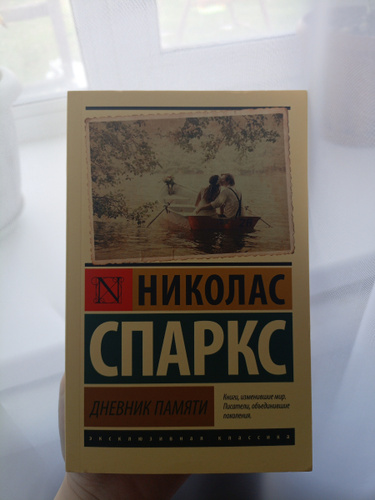 N
НИКОЛАС
СПАРКС
ДНЕВНИК ПАМЯТИ
Книги, изменившие мир.
Писатели, объединившие
поколения.
эксклюзивная классика